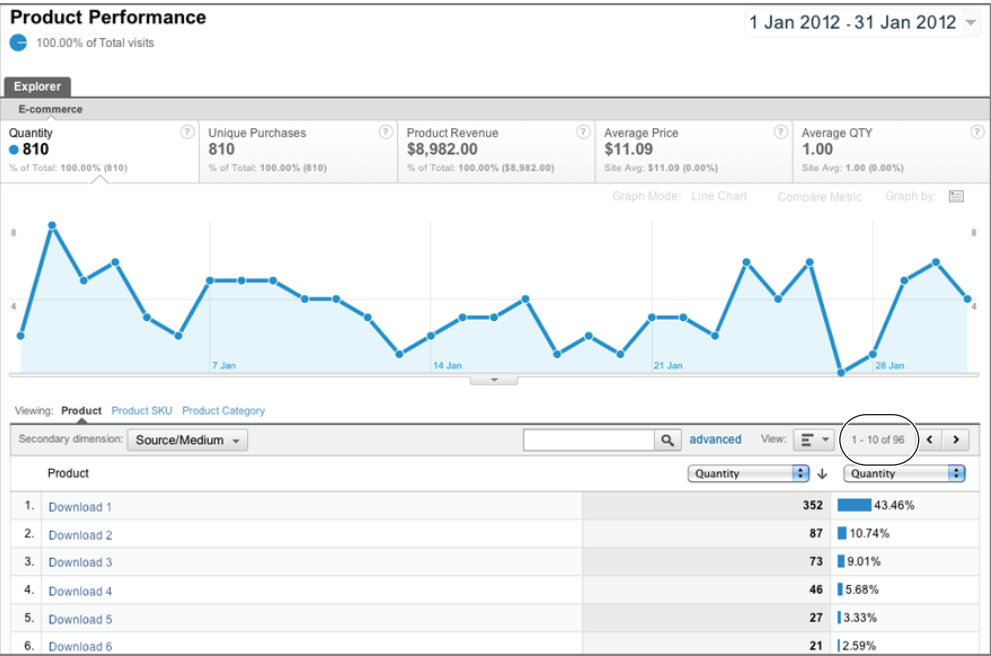 Product Performance
1 Jan 2012 - 31 Jan 2012
100.00% of Total visits
Explorer
E-commerce
Quantity ? Unique Purchases ? Product Revenue ? Average Price ? Average QTY ?
810 810 $8,982.00 $11.09 1.00
% of Total: 100.00% (810) % of Total: 100.00% (810) % of Total: 100.00% ($8,982.00) Site Avg: $11.09 (0.00%) Site Avg: 1.00 (0.00%)
Graph Mode: Line Chart Compare Metric Graph by:
8 8
4 4
7 Jan 14 Jan 21 Jan 28 Jan
Viewing: Product Product SKU Product Category
Secondary dimension: Source/Medium advanced View: 1 - 10 of 96
Product Quantity Quantity
1. Download 1 352 43.46%
2. Download 2 87 10.74%
3. Download 3 73 9.01%
4. Download 4 46 5.68%
5. Download 5 27 3.33%
6. Download 6 21 2.59%